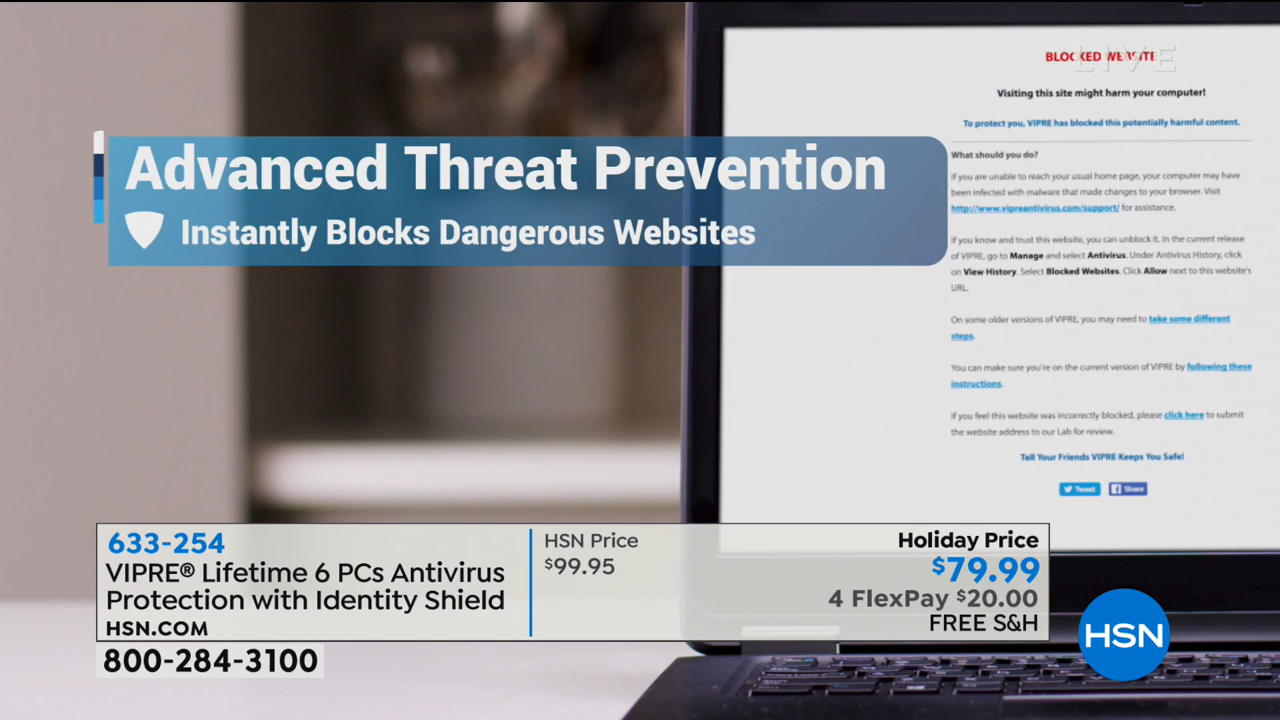 LIVE
BLOCKED WEBSITE
Visiting this site might harm your computer!
To protect you, VIPRE has blocked this potentially harmful content.
Advanced Threat Prevention
Instantly Blocks Dangerous Websites
What should you do?
If you are unable to reach your usual home page, your computer may have
been infected with malware that made changes to your browser. Visit
http://www.vipreantivirus.com/support/ for assistance.
If you know and trust this website, you can unblock it. In the current release
of VIPRE, go to Manage and select Antivirus. Under Antivirus History, click
on View History. Select Blocked Websites. Click Allow next to this website's
URL.
On some older versions of VIPRE, you may need to take some different
steps.
You can make sure you're on the current version of VIPRE by following these
instructions.
If you feel this website was incorrectly blocked, please click here to submit
the website address to our Lab for review.
Tell Your Friends VIPRE Keeps You Safe!
Tweet
Share
633-254
VIPRE® Lifetime 6 PCs Antivirus
Protection with Identity Shield
HSN.COM
HSN Price
$99.95
Holiday Price
$79.99
4 FlexPay $20.00
FREE S&H
800-284-3100
HSN